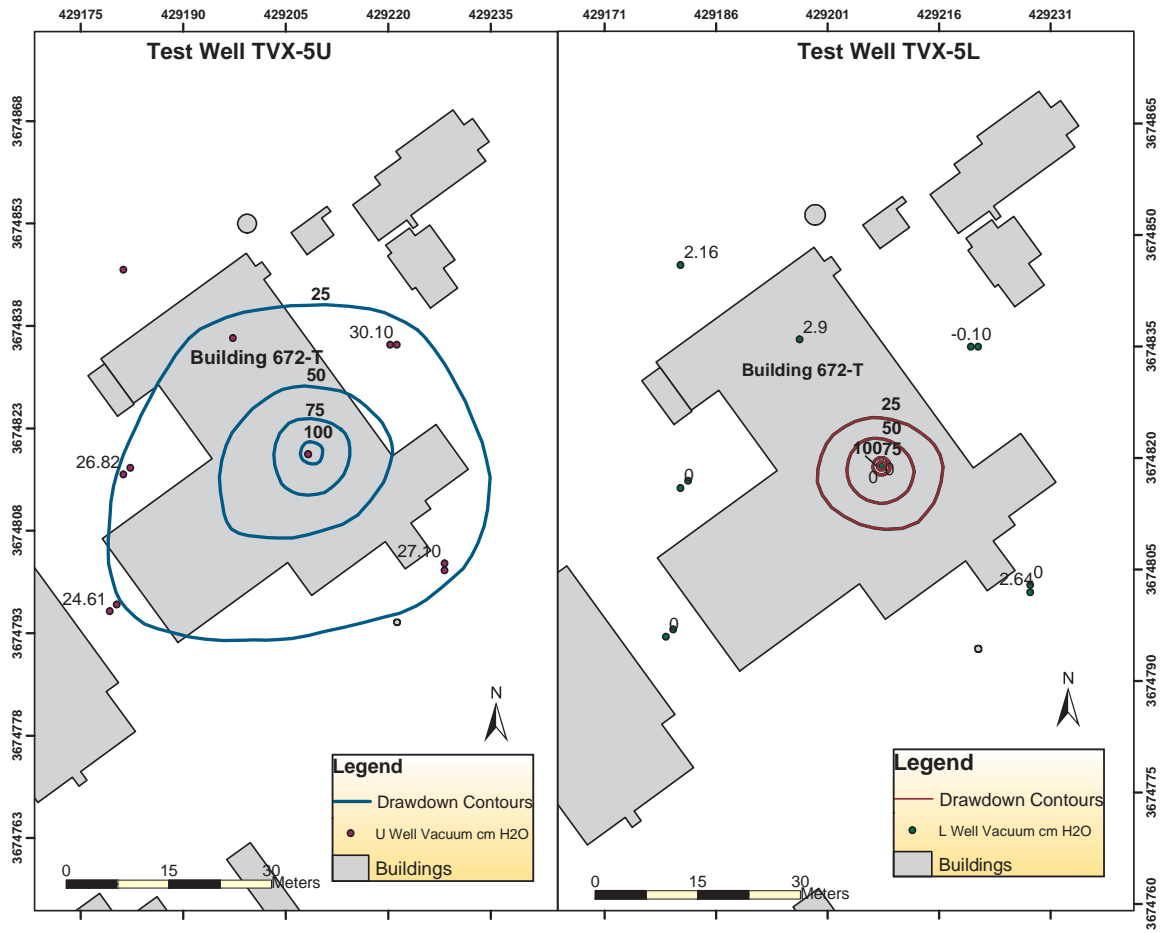 429175 429190 429205 429220 429235
429171 429186 429201 429216 429231
Test Well TVX-5U
3674868
3674853
3674838
3674823
3674808
3674793
3674778
3674763
25
30.10
Building 672-T
50
75
100
26.82
27.10
24.61
N
Legend
Drawdown Contours
U Well Vacuum cm H2O
Buildings
0 15 30
Meters
Test Well TVX-5L
2.16
2.9
-0.10
Building 672-T
25
50
100 75
0 0
0
2.64 0
0
N
Legend
Drawdown Contours
L Well Vacuum cm H2O
Buildings
0 15 30
Meters
3674865
3674850
3674835
3674820
3674805
3674790
3674775
3674760